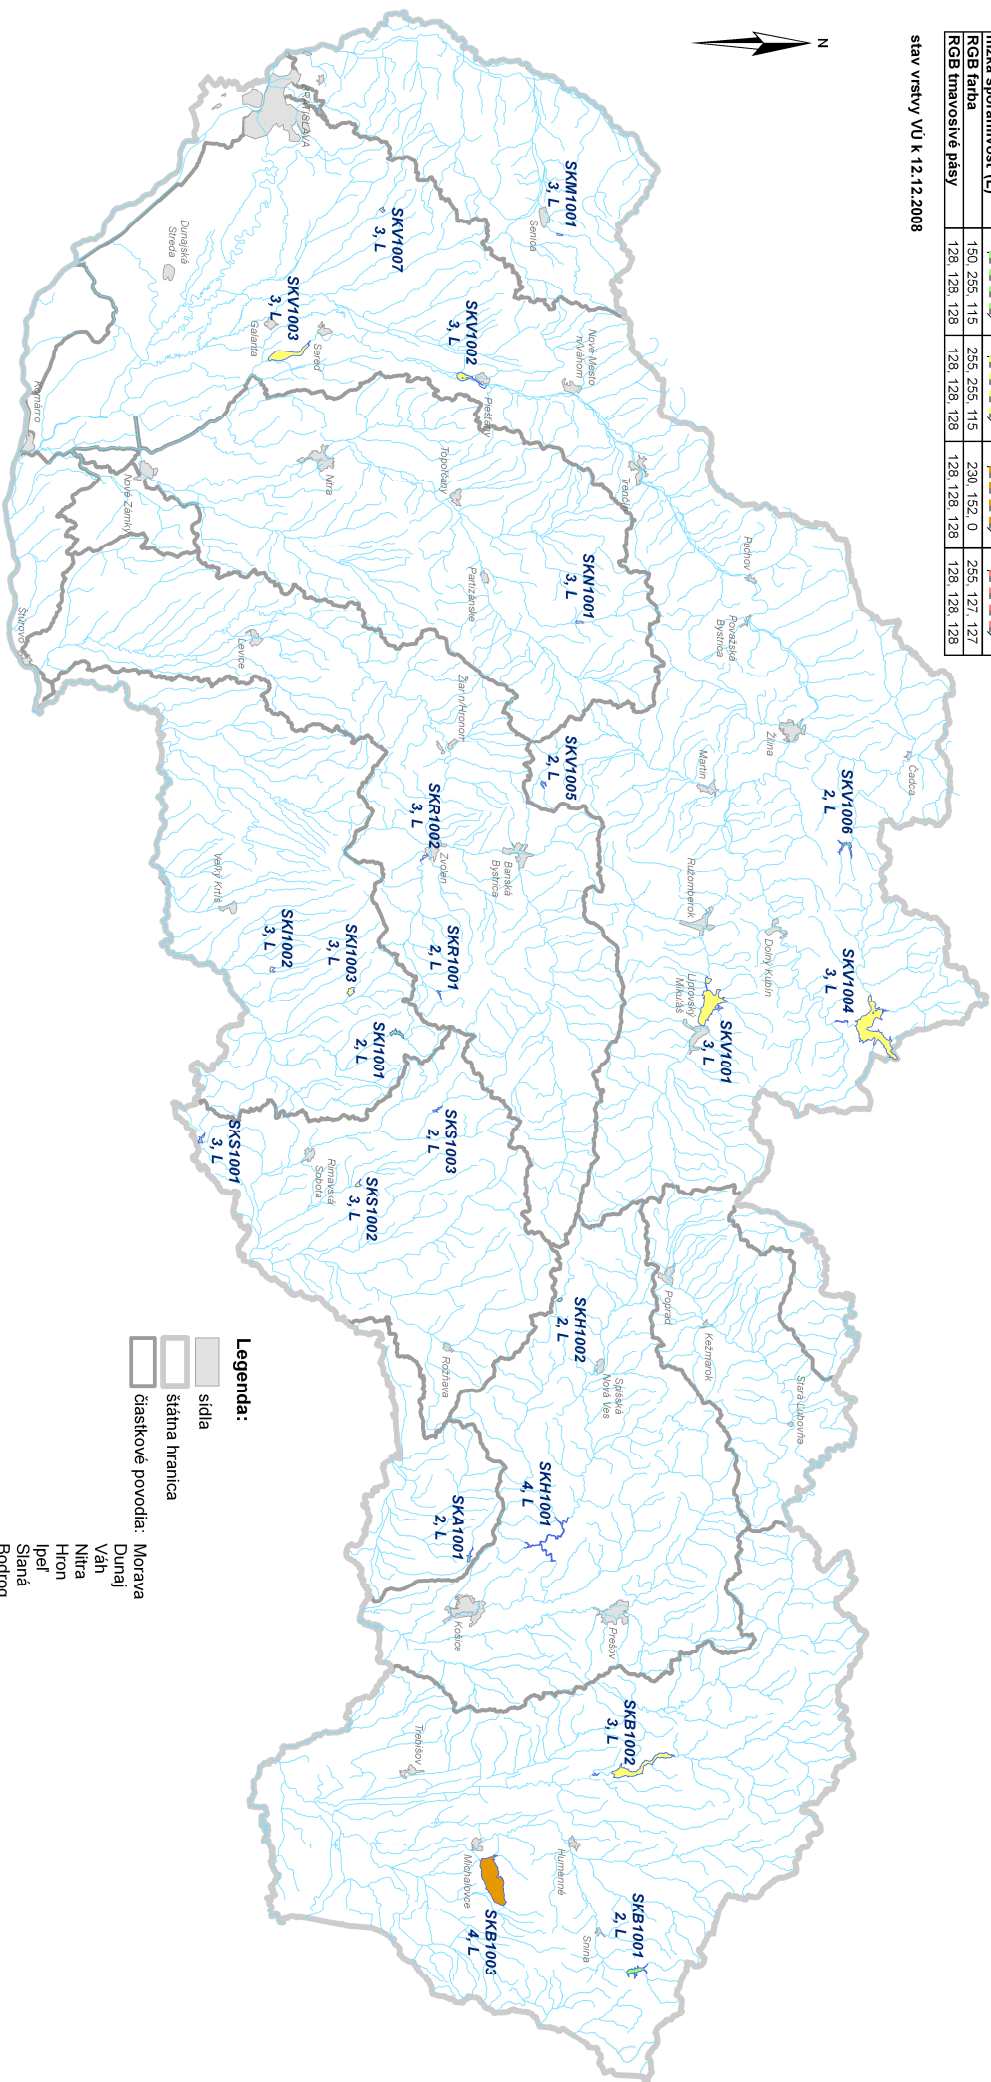 RGB farba 150, 255, 115 255, 255, 115 230, 152, 0 255, 127, 127
RGB tmavosivé pásy 128, 128, 128 128, 128, 128 128, 128, 128 128, 128, 128
stav vrstvy VÚ k 12.12.2008
N
Čadca
SKV1006
2, L
SKV1004
3, L
Púchov
Považská
Bystrica
Žilina
Dolný Kubín
Martin
Ružomberok
Liptovský
Mikuláš
SKV1001
3, L
Stará Ľubovňa
Kežmarok
Poprad
Trenčín
Nové Mesto
n/Váhom
SKM1001
3, L
Senica
SKN1001
3, L
SKV1005
2, L
SKH1002
2, L
Spišská
Nová Ves
SKH1001
4, L
Prešov
SKB1002
3, L
SKB1001
2, L
Snina
Humenné
SKV1002
3, L
Piešťany
Topoľčany
Partizánske
Žiar n/Hronom
Banská
Bystrica
SKR1002
3, L
Zvolen
SKR1001
2, L
SKS1003
2, L
Rožňava
SKA1001
2, L
Košice
Trebišov
Michalovce
SKB1003
4, L
SKV1007
3, L
BRATISLAVA
SKV1003
3, L
Galanta
Sereď
Nitra
SKI1003
3, L
SKI1001
2, L
SKS1002
3, L
Rimavská
Sobota
Dunajská
Streda
Levice
Veľký Krtíš
SKI1002
3, L
SKS1001
3, L
Nové Zámky
Komárno
Štúrovo
Legenda:
sídla
štátna hranica
čiastkové povodia: Morava
Dunaj
Váh
Nitra
Hron
Ipeľ
Slaná
Bodrog